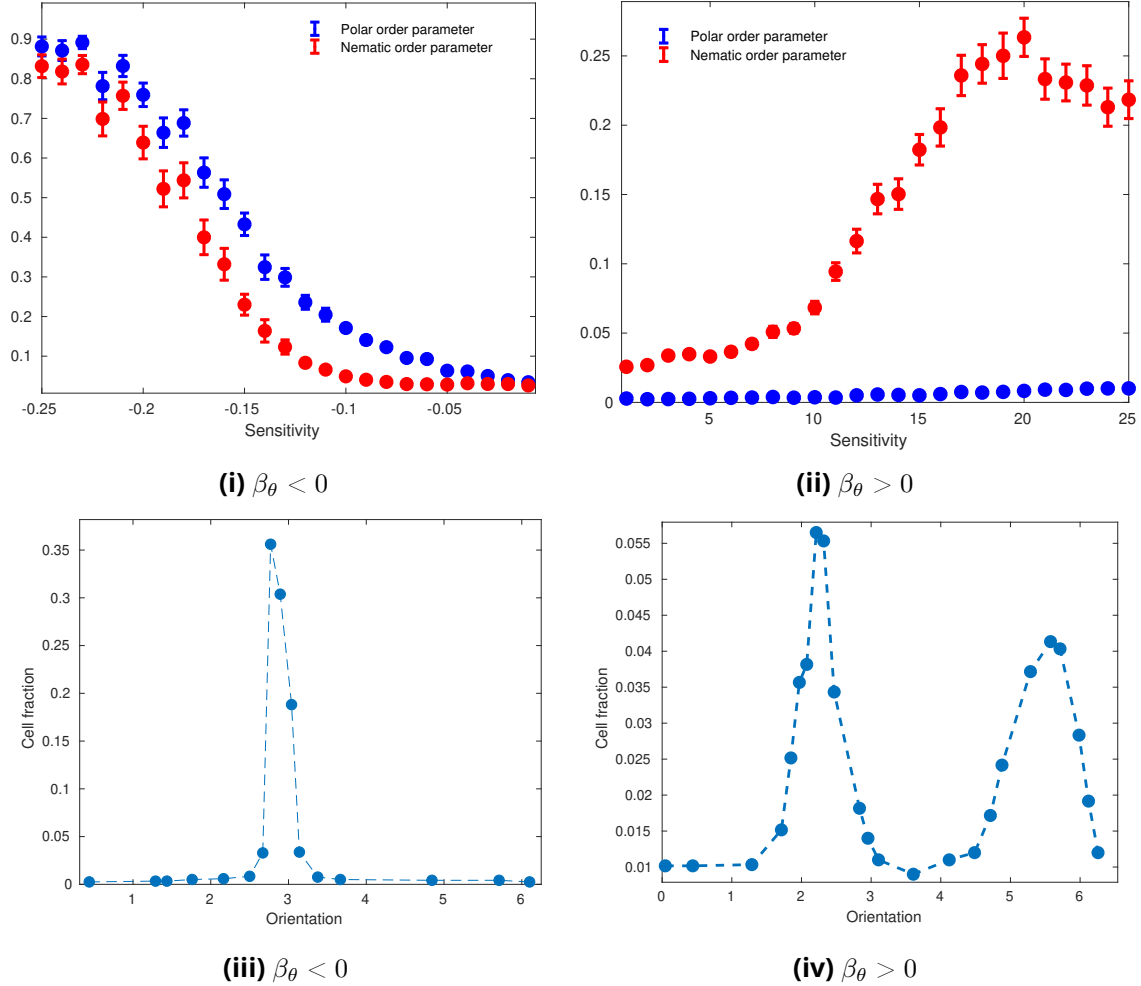 Polar order parameter
Nematic order parameter
0.9
0.8
0.7
0.6
0.5
0.4
0.3
0.2
0.1
-0.25 -0.2 -0.15 -0.1 -0.05
Sensitivity
(i) βθ < 0
Polar order parameter
Nematic order parameter
0.25
0.2
0.15
0.1
0.05
0
5 10 15 20 25
Sensitivity
(ii) βθ > 0
0.35
0.3
0.25
0.2
0.35
0.1
0.05
0
Cell fraction
1 2 3 4 5 6
Orientation
(iii) βθ < 0
0.055
0.050
0.045
0.04
0.035
0.03
0.025
0.02
0.015
0.01
Cell fraction
0 1 2 3 4 5 6
Orientation
(iv) βθ > 0